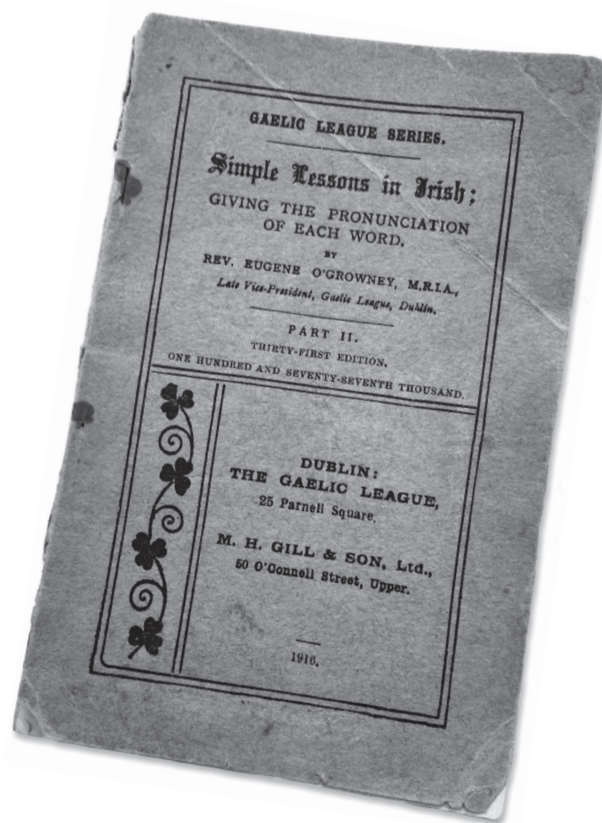 GAELIC LEAGUE SERIES.
Simple Lessons in Irish;
GIVING THE PRONUNCIATION
OF EACH WORD.
BY
REV. EUGENE O'GROWNEY, M.R.I.A.,
Late Vice-President, Gaelic League, Dublin.
PART II.
THIRTY-FIRST EDITION.
ONE HUNDRED AND SEVENTY-SEVENTH THOUSAND.
DUBLIN:
THE GAELIC LEAGUE,
25 Parnell Square.
M. H. GILL & SON, Ltd.,
50 O'Connell Street, Upper.
1916.